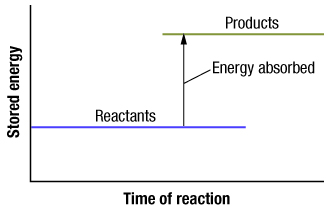 Products
Energy absorbed
Reactants
Stored energy
Time of reaction